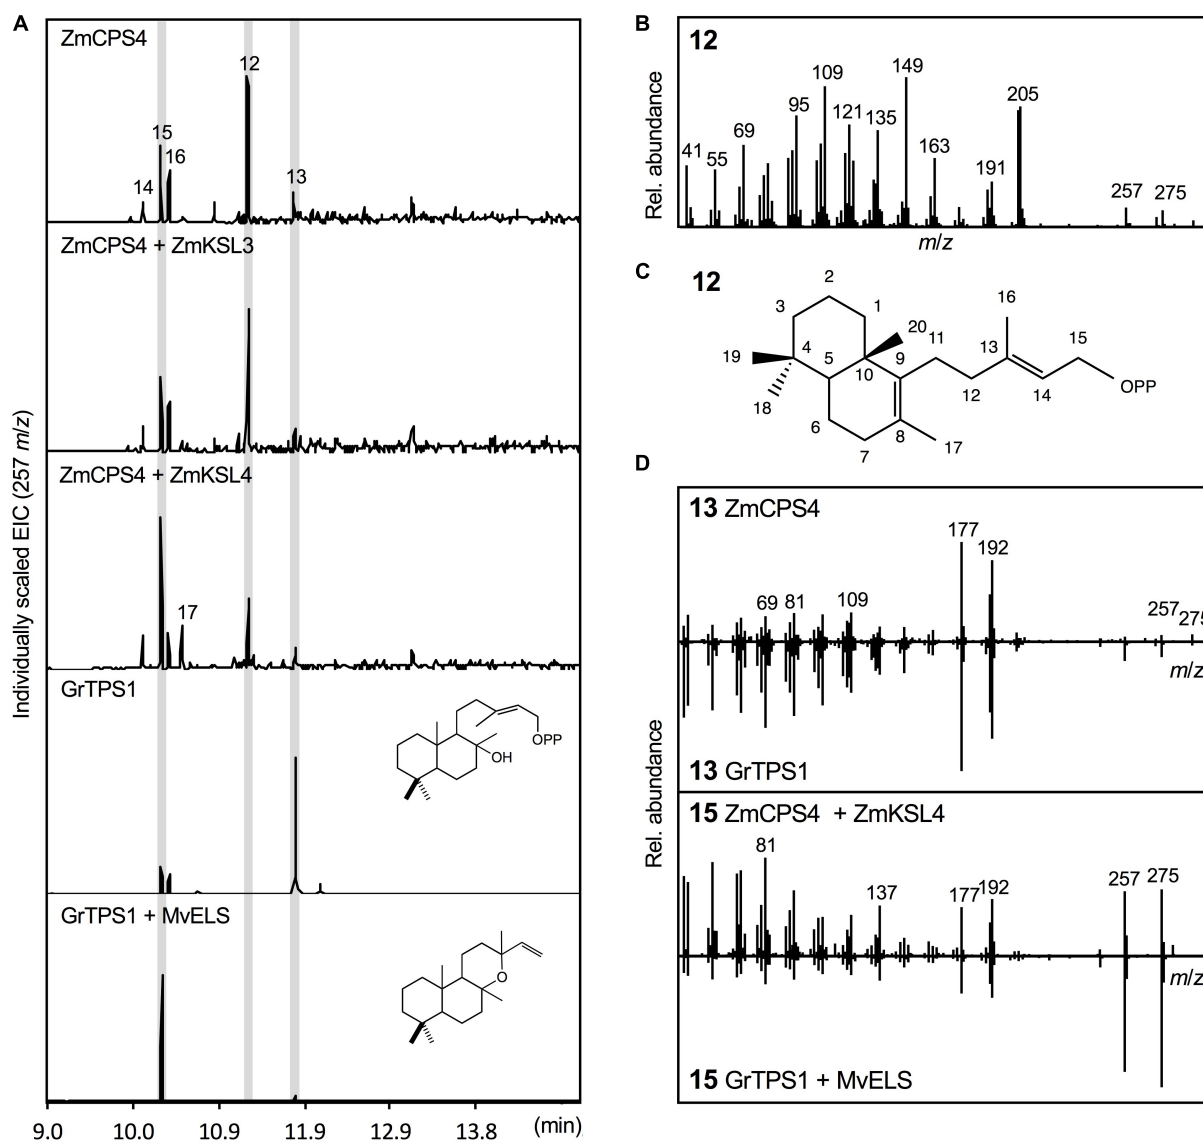 A
Individually scaled EIC (257 m/z)
ZmCPS4
12
15
16
14
13
ZmCPS4 + ZmKSL3
ZmCPS4 + ZmKSL4
17
GrTPS1
OPP
OH
GrTPS1 + MvELS
O
9.0 10.0 10.9 11.9 12.9 13.8 (min)
B
Rel. abundance
12
149
109
205
95
121
135
69
163
41
55
191
257
275
m/z
C
12
2
16
3
1
20
11
15
19
4
5
9
13
10
OPP
12
14
18
6
8
17
7
D
Rel. abundance
13 ZmCPS4
177
192
69 81 109
257
275
m/z
13 GrTPS1
15 ZmCPS4 + ZmKSL4
81
137
177
192
257
275
m/z
15 GrTPS1 + MvELS